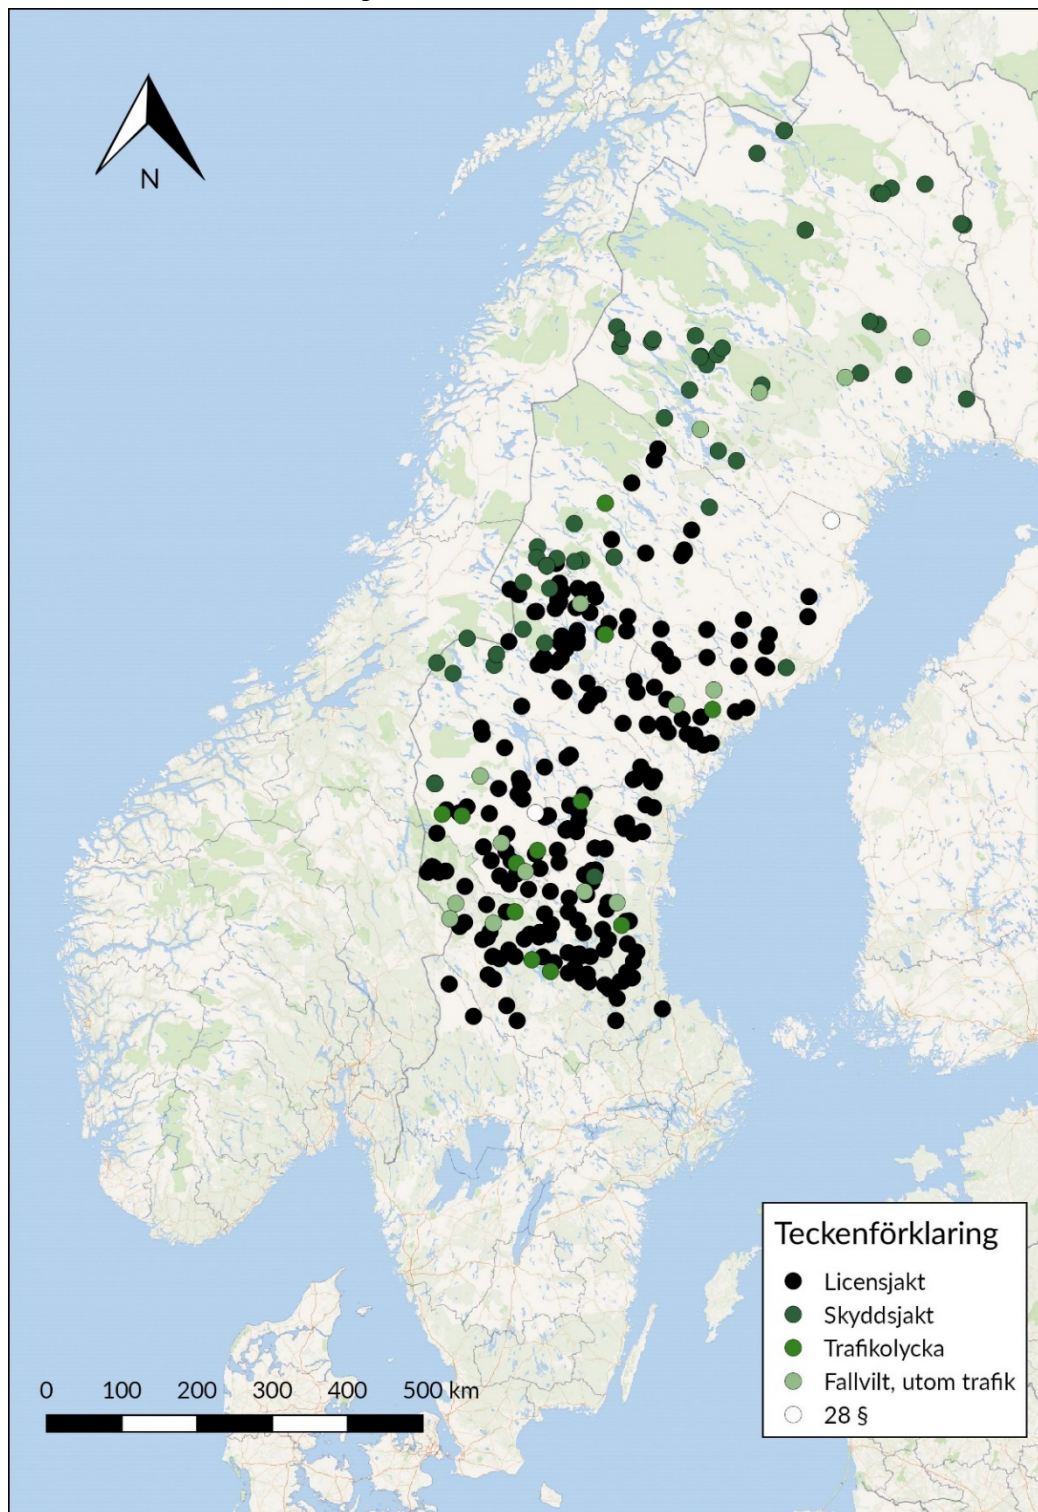 N
Teckenförklaring
Licensjakt
Skyddsjakt
Trafikolycka
Fallvilt, utom trafik
28 §
0 100 200 300 400 500 km